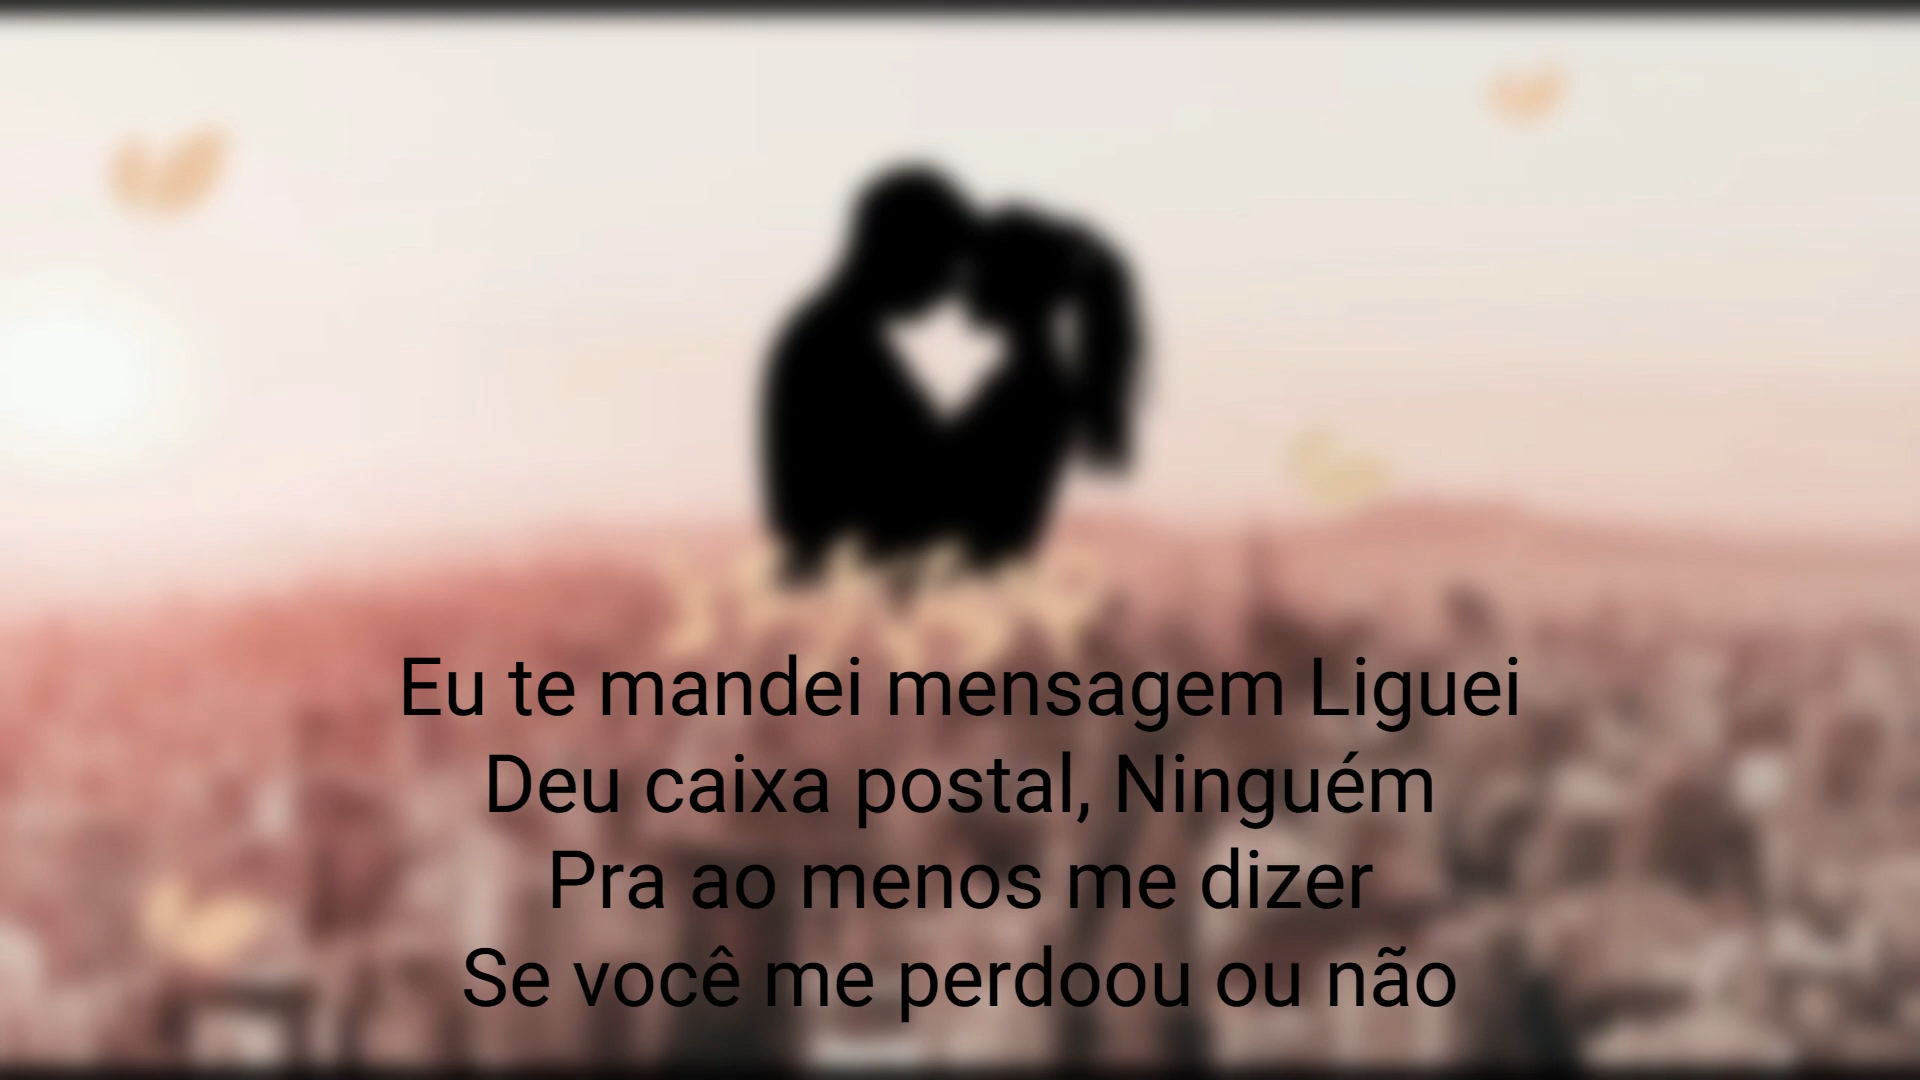 Eu te mandei mensagem Liguei
Deu caixa postal, Ninguém
Pra ao menos me dizer
Se você me perdoou ou não